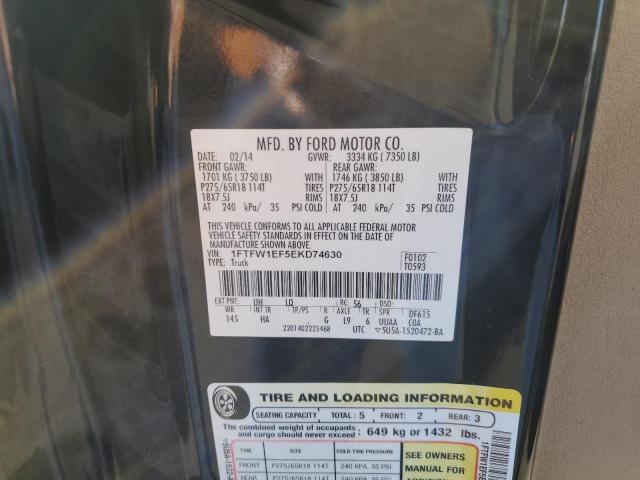 MFD. BY FORD MOTOR CO.
DATE: 02/14 GVWR: 3334 KG ( 7350 LB)
FRONT GAWR: REAR GAWR:
1701 KG ( 3750 LB) WITH 1746 KG ( 3850 LB) WITH
P275/65R18 114T TIRES P275/65R18 114T TIRES
18X7.5J RIMS 18X7.5J RIMS
AT 240 kPa/ 35 PSI COLD AT 240 kPa/ 35 PSI COLD
THIS VEHICLE CONFORMS TO ALL APPLICABLE FEDERAL MOTOR
VEHICLE SAFETY STANDARDS IN EFFECT ON THE DATE OF
MANUFACTURE SHOWN ABOVE.
VIN: 1FTFW1EF5EKD74630 F0102
TYPE: Truck T0593
EXT PNT: UH LQ RC: 56 DSO:
WB INT TR TP/PS R AXLE TR SPR DF615
145 HA G L9 6 UUAA COA
2201402225468 UTC 5U5A-1520472-BA
TIRE AND LOADING INFORMATION
SEATING CAPACITY TOTAL: 5 FRONT: 2 REAR: 3
The combined weight of occupants
and cargo should never exceed: 649 kg or 1432 lbs.
TIRE SIZE COLD TIRE PRESSURE SEE OWNERS
FRONT P275/65R18 114T 240 KPA, 35 PSI MANUAL FOR
REAR P275/65R18 114T 240 KPA, 35 PSI ADDITIONAL